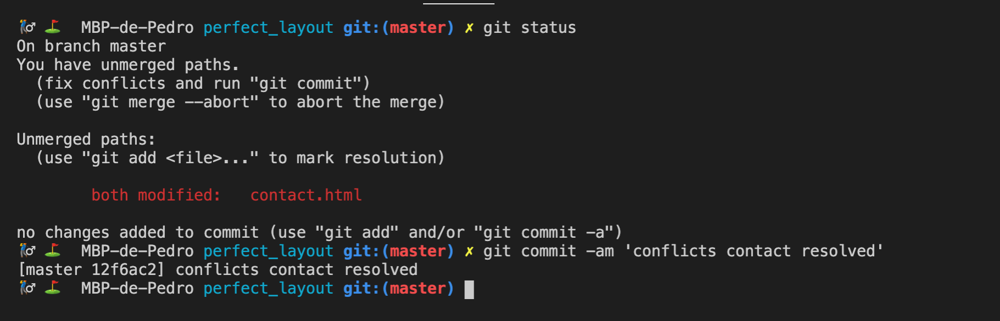 MBP-de-Pedro perfect_layout git:(master) ✗ git status
On branch master
You have unmerged paths.
  (fix conflicts and run "git commit")
  (use "git merge --abort" to abort the merge)
Unmerged paths:
  (use "git add <file>..." to mark resolution)
        both modified:   contact.html
no changes added to commit (use "git add" and/or "git commit -a")
MBP-de-Pedro perfect_layout git:(master) ✗ git commit -am 'conflicts contact resolved'
[master 12f6ac2] conflicts contact resolved
MBP-de-Pedro perfect_layout git:(master)